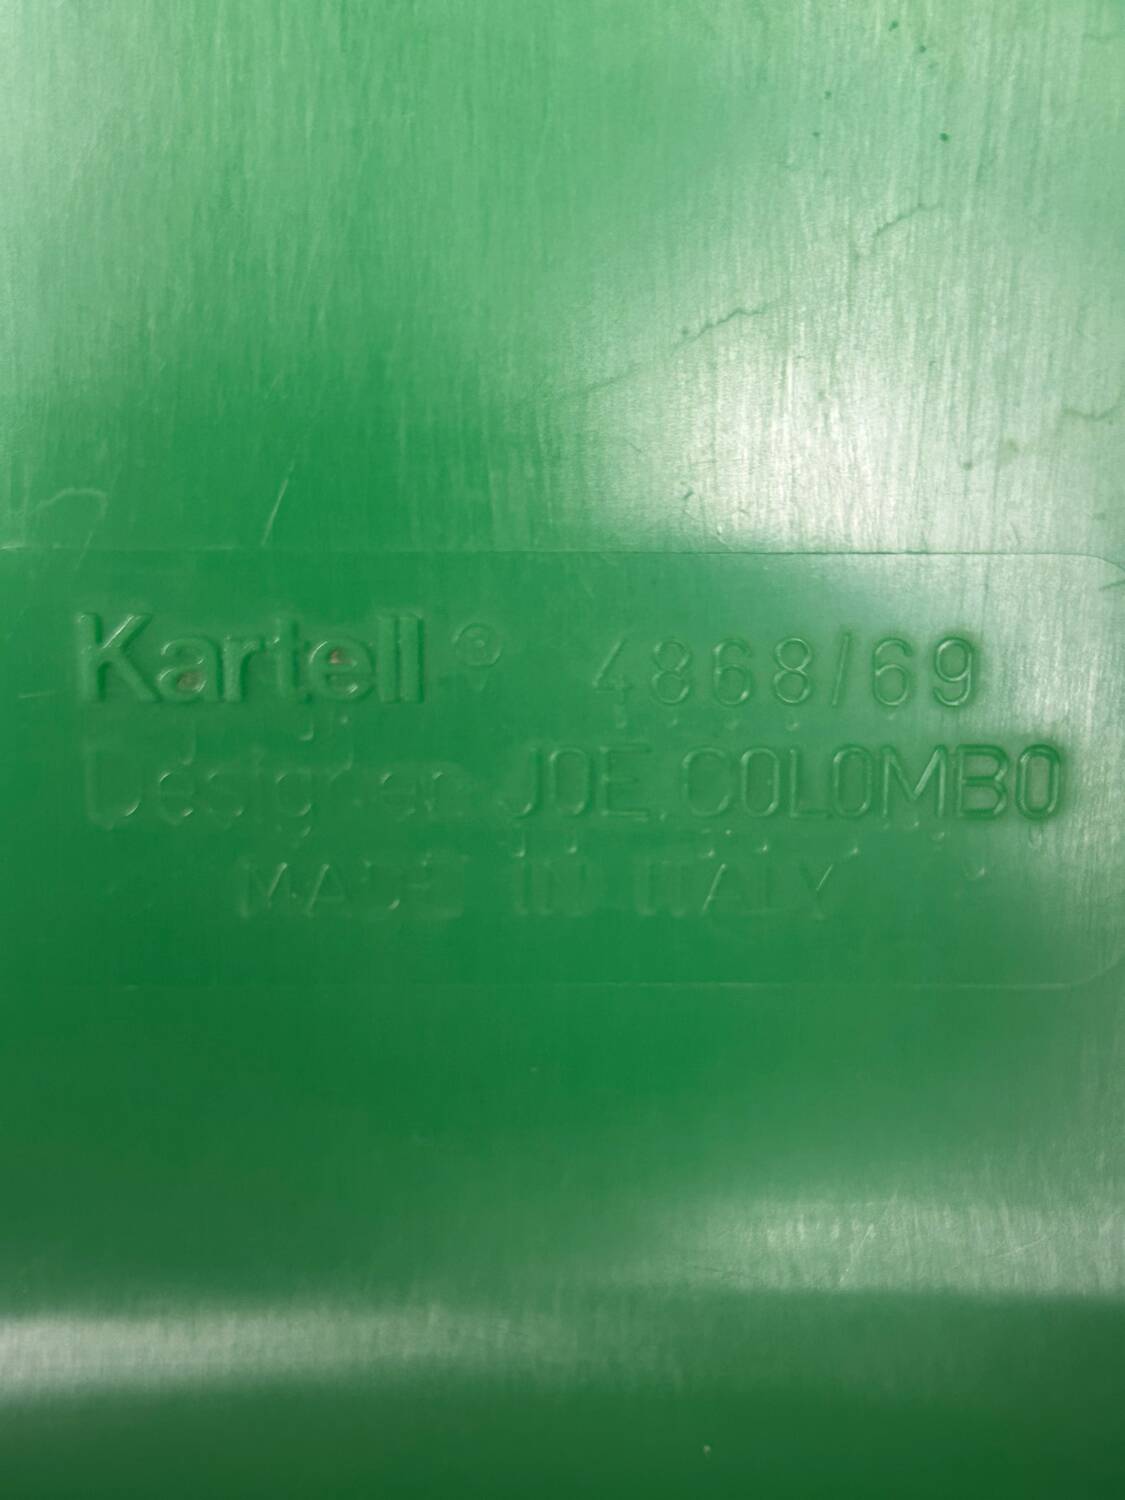 Kartell ® 4868/69
Designer JOE COLOMBO
MADE IN ITALY